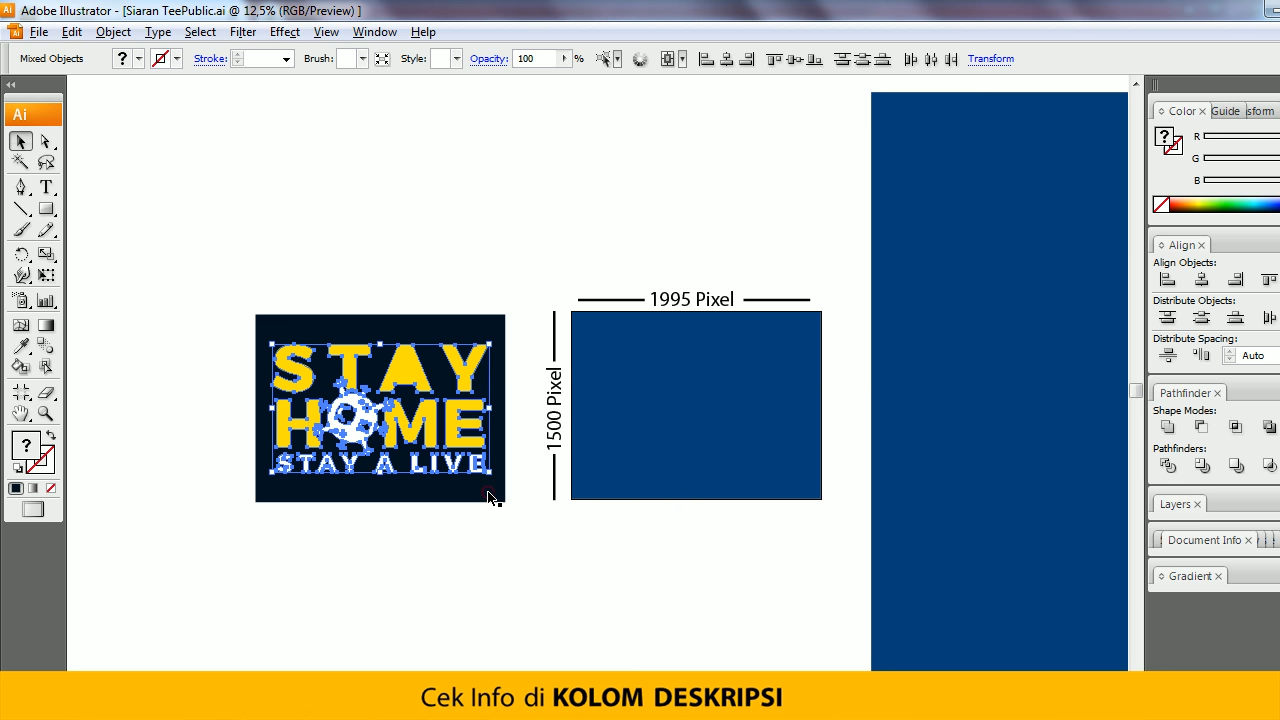 Adobe Illustrator - [Siaran TeePublic.ai @ 12,5% (RGB/Preview) ]
File Edit Object Type Select Filter Effect View Window Help
Mixed Objects ? Stroke: Brush: Style: Opacity: 100 % Transform
Ai
Color Guide sform
? R
G
B
Align
Align Objects:
Distribute Objects:
Distribute Spacing:
Auto
Pathfinder
Shape Modes:
Pathfinders:
Layers
Document Info
Gradient
T
?
1995 Pixel
1500 Pixel
STAY
HOME
STAY A LIVE
Cek Info di KOLOM DESKRIPSI